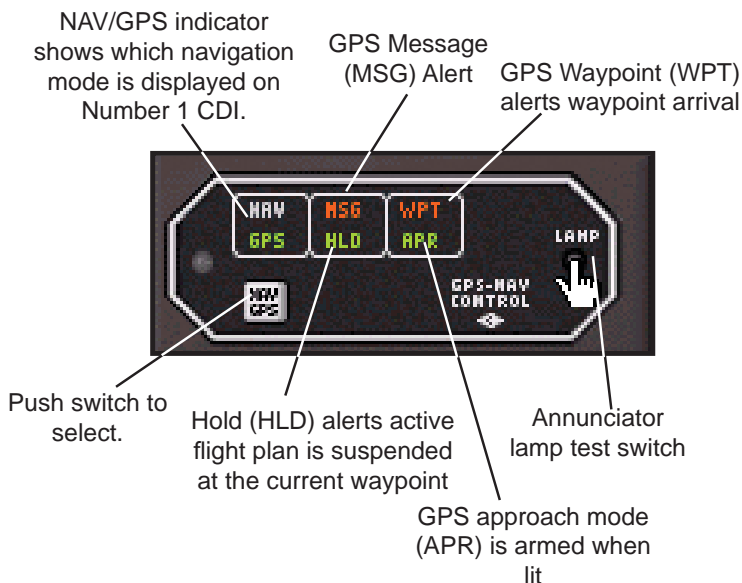 NAV/GPS indicator
shows which navigation
mode is displayed on
Number 1 CDI.
GPS Message
(MSG) Alert
GPS Waypoint (WPT)
alerts waypoint arrival
NAV MSG WPT
GPS HLD APR
LAMP
NAV
GPS
GPS-NAV
CONTROL
Push switch to
select.
Hold (HLD) alerts active
flight plan is suspended
at the current waypoint
Annunciator
lamp test switch
GPS approach mode
(APR) is armed when
lit